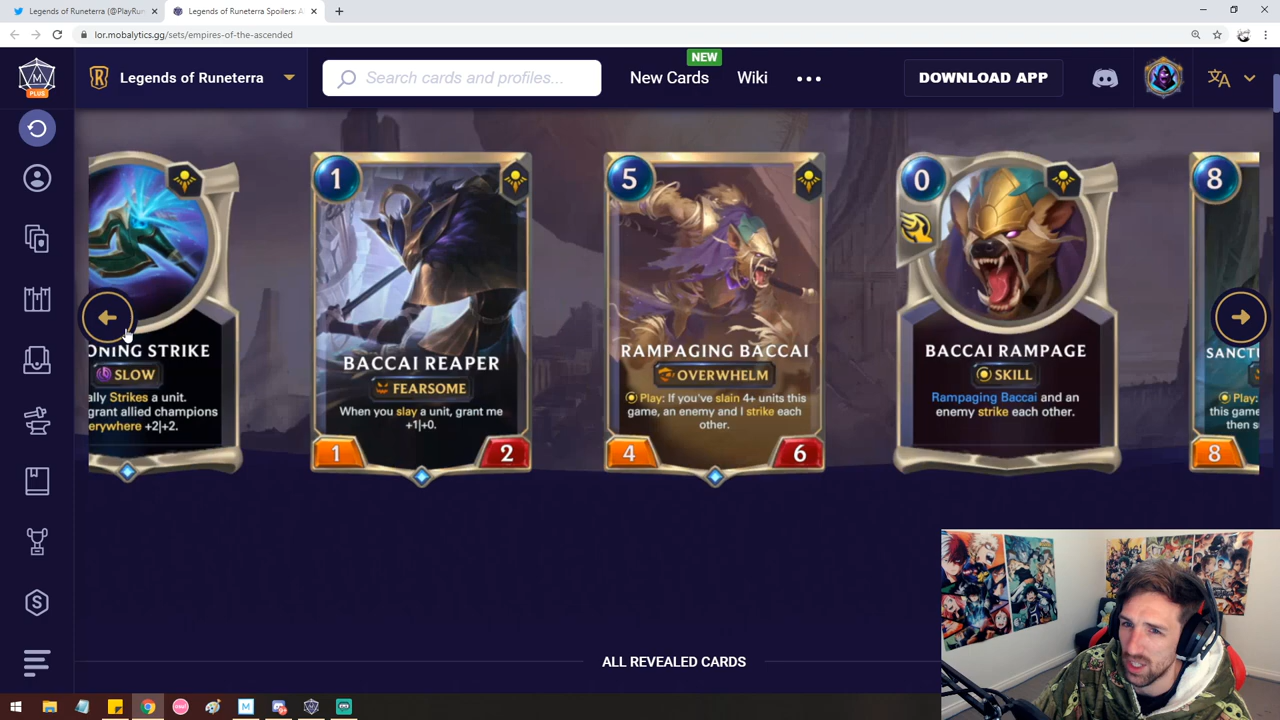 Legends of Runeterra (@PlayRun
Legends of Runeterra Spoilers: A
lor.mobalytics.gg/sets/empires-of-the-ascended
M
PLUS
Legends of Runeterra
Search cards and profiles...
NEW
New Cards
Wiki
DOWNLOAD APP
ONING STRIKE
SLOW
ally Strikes a unit.
grant allied champions
erywhere +2|+2.
1
BACCAI REAPER
FEARSOME
When you slay a unit, grant me
+1|+0.
1
2
5
RAMPAGING BACCAI
OVERWHELM
Play: If you've slain 4+ units this
game, an enemy and I strike each
other.
4
6
0
BACCAI RAMPAGE
SKILL
Rampaging Baccai and an
enemy strike each other.
8
SANCT
Play:
this game
then s
8
ALL REVEALED CARDS